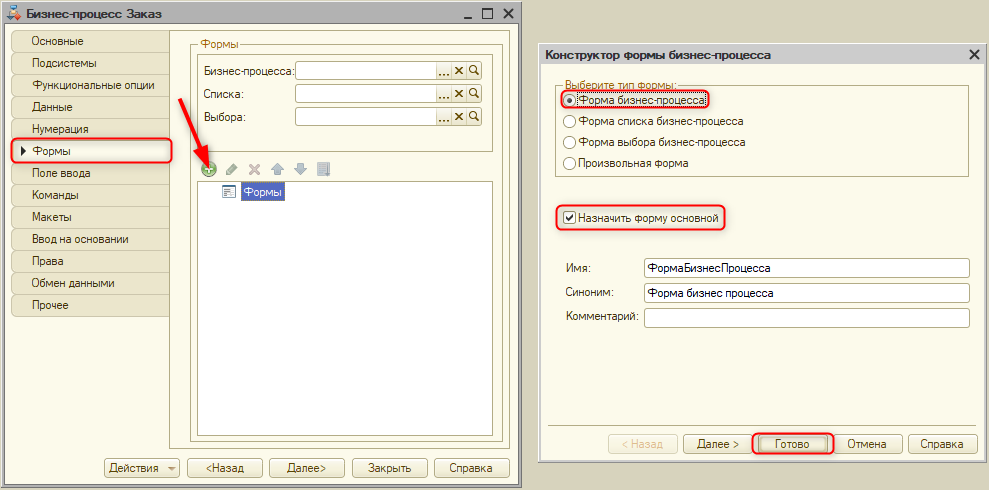 Бизнес-процесс Заказ
Основные
Подсистемы
Функциональные опции
Данные
Нумерация
Формы
Поле ввода
Команды
Макеты
Ввод на основании
Права
Обмен данными
Прочее
Формы
Бизнес-процесса:
Списка:
Выбора:
Формы
Действия
<Назад
Далее>
Закрыть
Справка
Конструктор формы бизнес-процесса
Выберите тип формы:
Форма бизнес-процесса
Форма списка бизнес-процесса
Форма выбора бизнес-процесса
Произвольная форма
Назначить форму основной
Имя: ФормаБизнесПроцесса
Синоним: Форма бизнес процесса
Комментарий:
< Назад
Далее >
Готово
Отмена
Справка